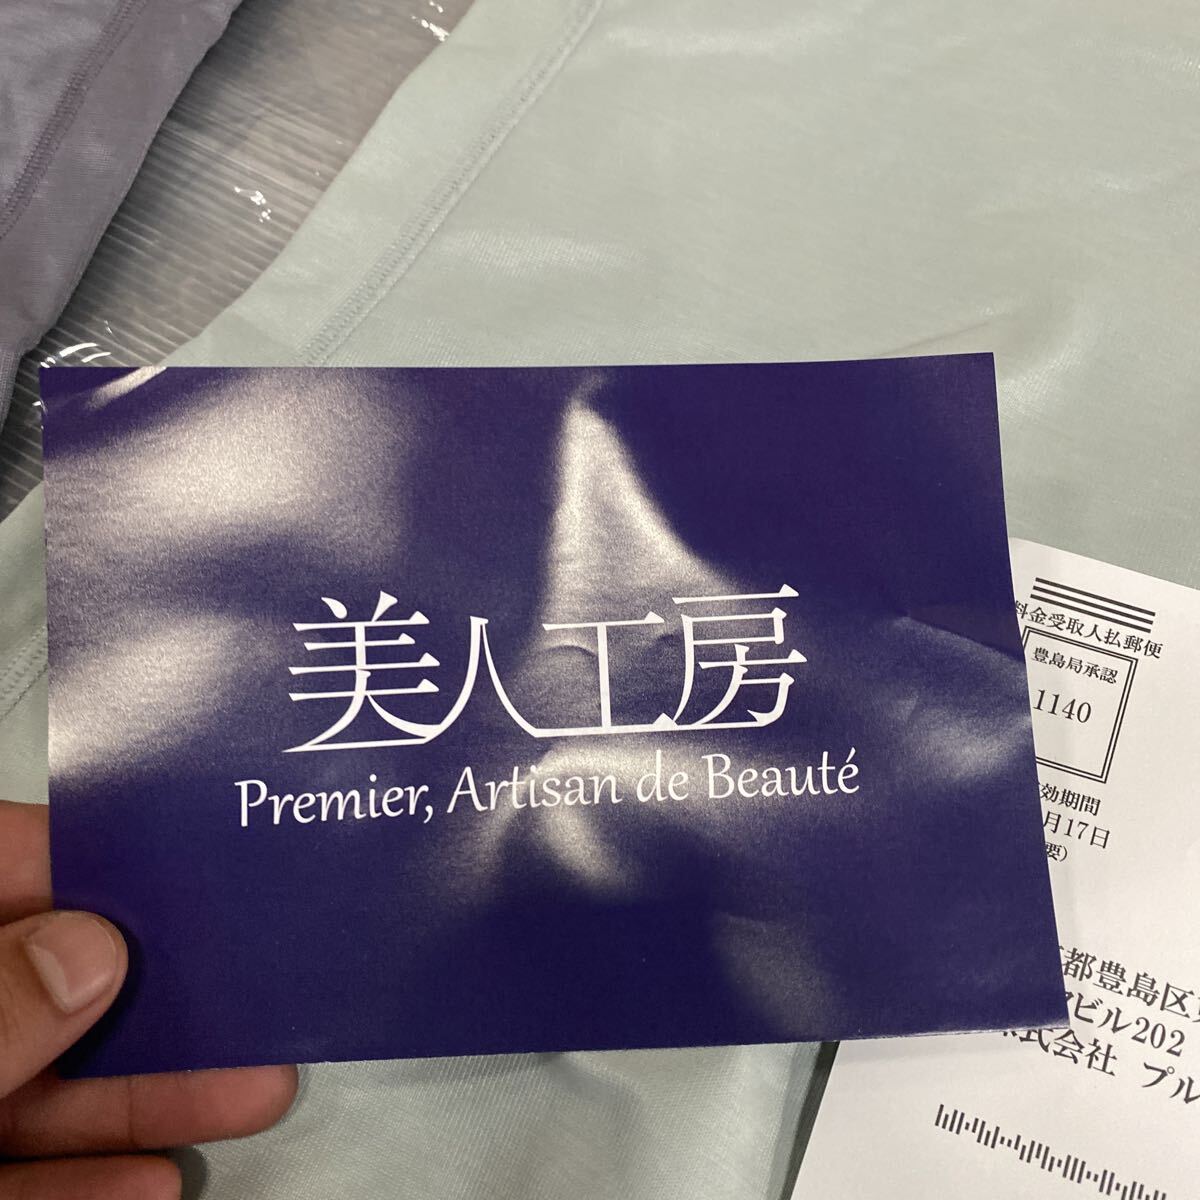 美人工房
Premier, Artisan de Beauté
料金受取人払郵便
豊島局承認
1140
効期間
月17日
要)
都豊島区
ビル202
式会社 プル